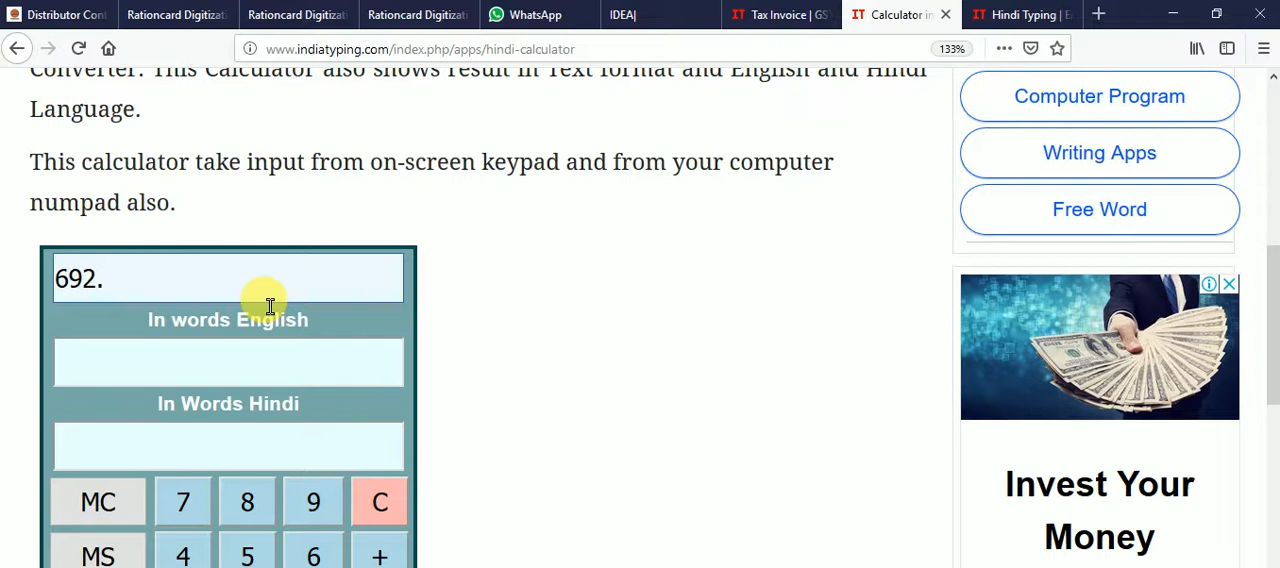 Distributor Cont
Rationcard Digitiza
Rationcard Digitiza
Rationcard Digitiza
WhatsApp
IDEA|
IT Tax Invoice | GS
IT Calculator in
IT Hindi Typing | E
www.indiatyping.com/index.php/apps/hindi-calculator
133%
Converter. This Calculator also shows result in Text format and English and Hindi
Language.
This calculator take input from on-screen keypad and from your computer
numpad also.
692.
In words English
In Words Hindi
MC 7 8 9 C
MS 4 5 6 +
Computer Program
Writing Apps
Free Word
Invest Your
Money